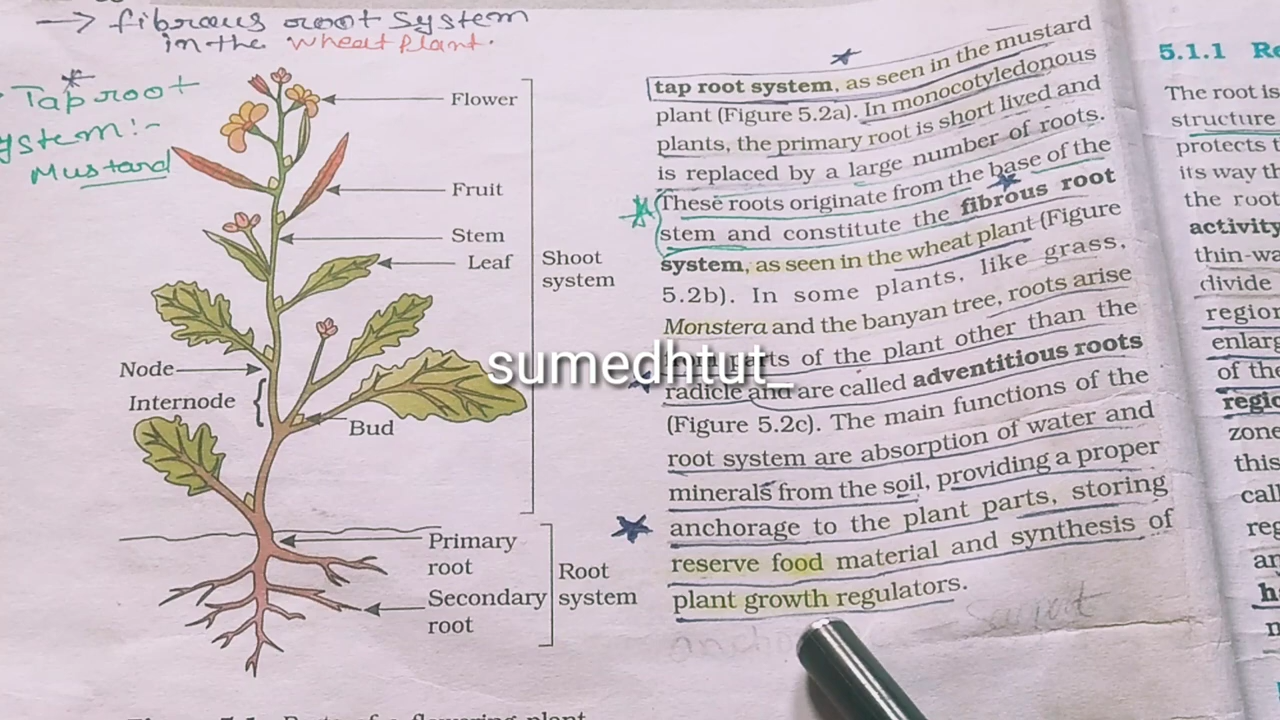 → fibrous root system
in the wheat plant.
Tap root
System:-
Mustard
Flower
Fruit
Stem
Leaf
Shoot
system
Node
Internode
Bud
Primary
root
Secondary
root
Root
system
tap root system, as seen in the mustard
plant (Figure 5.2a). In monocotyledonous
plants, the primary root is short lived and
is replaced by a large number of roots.
These roots originate from the base of the
stem and constitute the fibrous root
system, as seen in the wheat plant (Figure
5.2b). In some plants, like grass,
Monstera and the banyan tree, roots arise
parts of the plant other than the
radicle and are called adventitious roots
(Figure 5.2c). The main functions of the
root system are absorption of water and
minerals from the soil, providing a proper
anchorage to the plant parts, storing
reserve food material and synthesis of
plant growth regulators.
sumedhtut_
5.1.1 Re
The root is
structure
protects t
its way th
the root
activity
thin-wa
divide
region
enlarg
of the
regio
zone
this
call
reg
ar
h
n